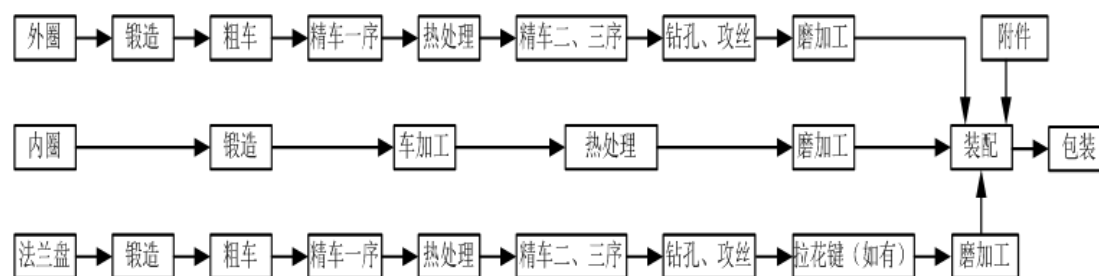 外圈 锻造 粗车 精车一序 热处理 精车二、三序 钻孔、攻丝 磨加工 附件
内圈 锻造 车加工 热处理 磨加工 装配 包装
法兰盘 锻造 粗车 精车一序 热处理 精车二、三序 钻孔、攻丝 拉花键（如有） 磨加工